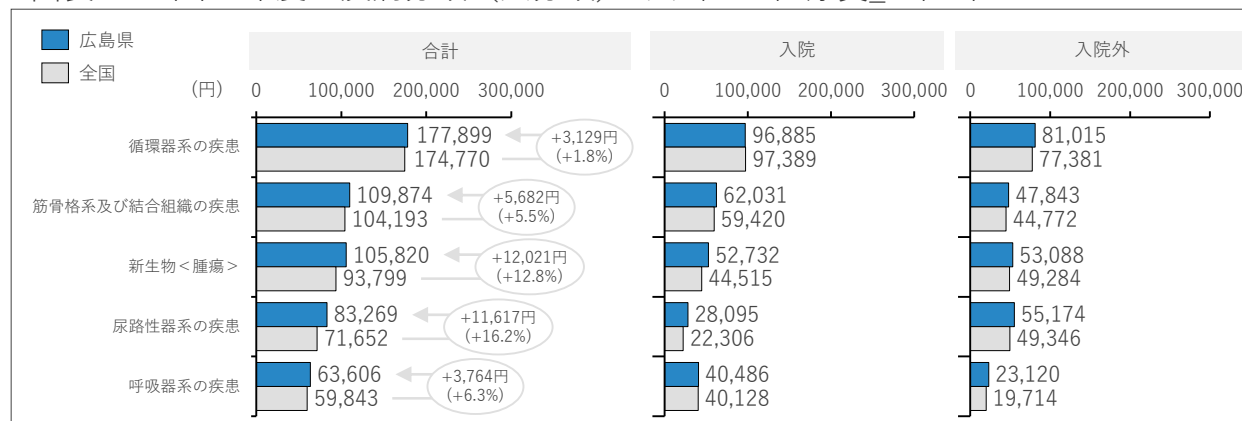 広島県
全国
(円)
合計
入院
入院外
0 100,000 200,000 300,000
0 100,000 200,000 300,000
0 100,000 200,000 300,000
循環器系の疾患
177,899
174,770
+3,129円
(+1.8%)
96,885
97,389
81,015
77,381
筋骨格系及び結合組織の疾患
109,874
104,193
+5,682円
(+5.5%)
62,031
59,420
47,843
44,772
新生物＜腫瘍＞
105,820
93,799
+12,021円
(+12.8%)
52,732
44,515
53,088
49,284
尿路性器系の疾患
83,269
71,652
+11,617円
(+16.2%)
28,095
22,306
55,174
49,346
呼吸器系の疾患
63,606
59,843
+3,764円
(+6.3%)
40,486
40,128
23,120
19,714